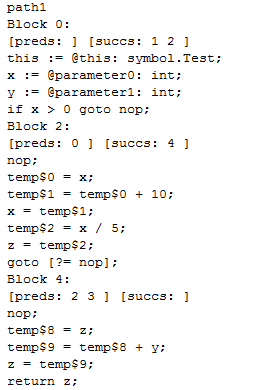 path1
Block 0:
[preds: ] [succs: 1 2 ]
this := @this: symbol.Test;
x := @parameter0: int;
y := @parameter1: int;
if x > 0 goto nop;
Block 2:
[preds: 0 ] [succs: 4 ]
nop;
temp$0 = x;
temp$1 = temp$0 + 10;
x = temp$1;
temp$2 = x / 5;
z = temp$2;
goto [?= nop];
Block 4:
[preds: 2 3 ] [succs: ]
nop;
temp$8 = z;
temp$9 = temp$8 + y;
z = temp$9;
return z;